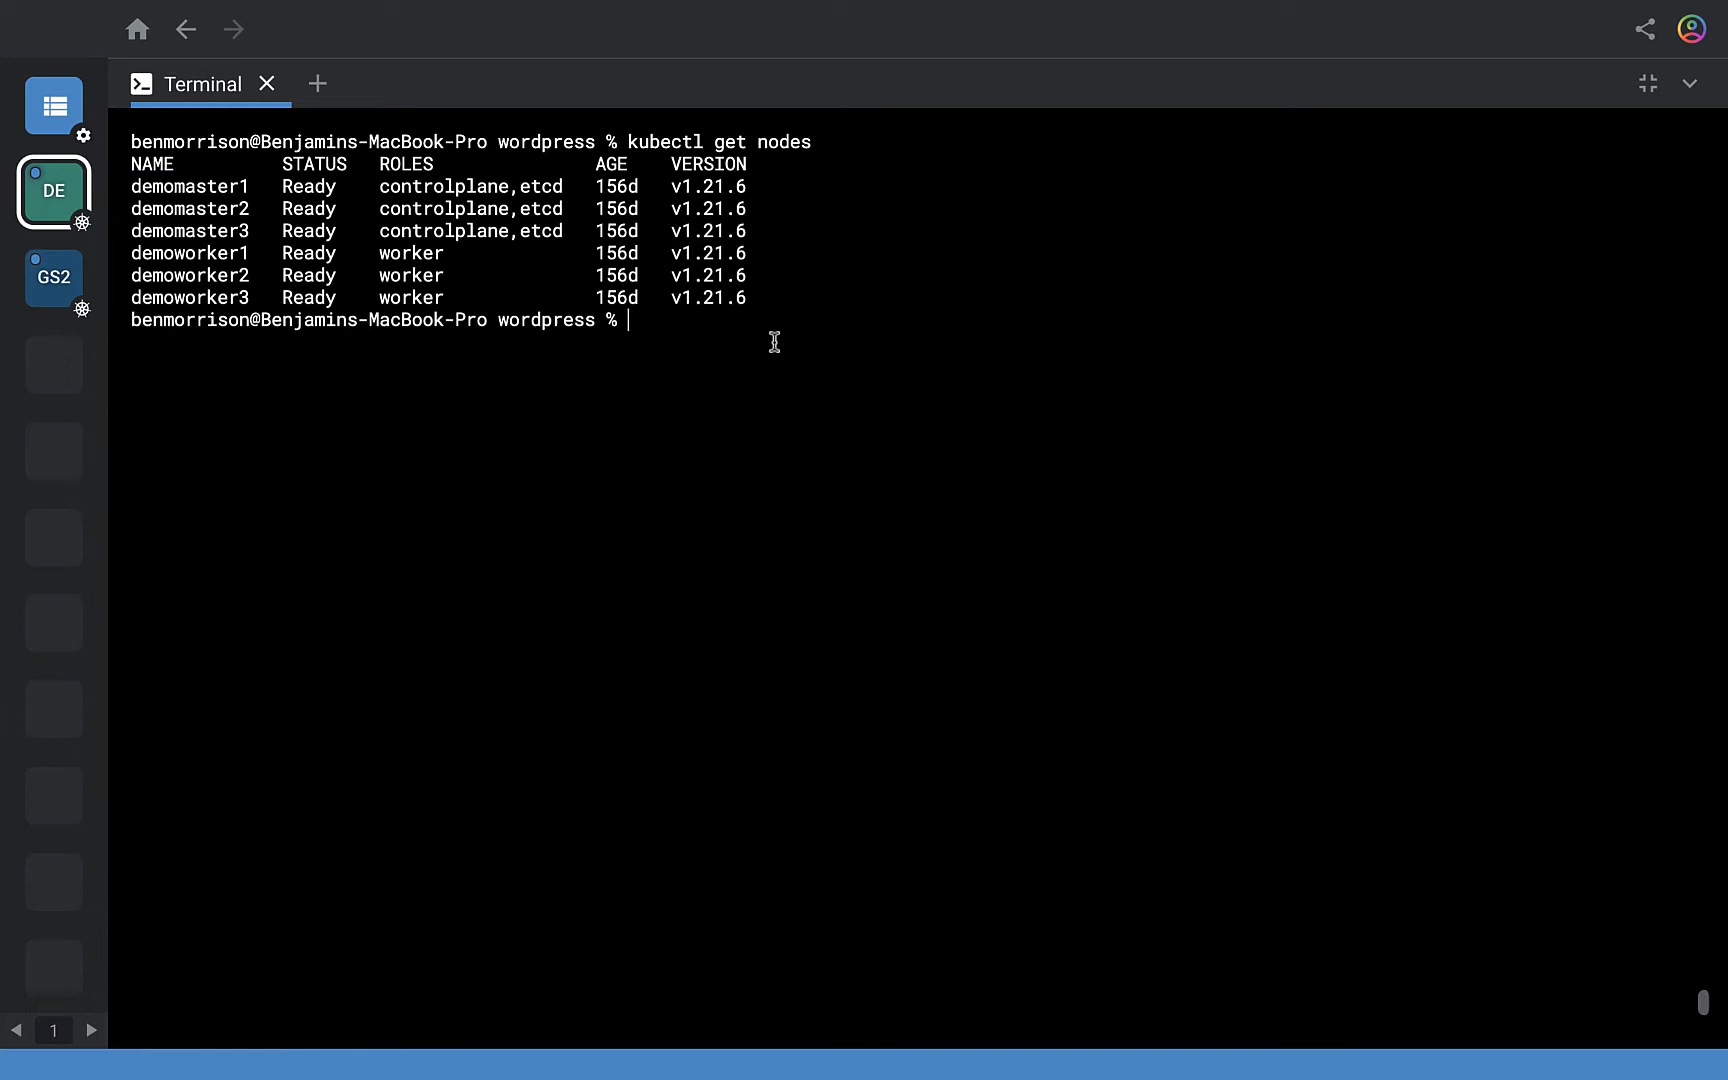 Terminal
DE
GS2
benmorrison@Benjamins-MacBook-Pro wordpress % kubectl get nodes
NAME STATUS ROLES AGE VERSION
demomaster1 Ready controlplane,etcd 156d v1.21.6
demomaster2 Ready controlplane,etcd 156d v1.21.6
demomaster3 Ready controlplane,etcd 156d v1.21.6
demoworker1 Ready worker 156d v1.21.6
demoworker2 Ready worker 156d v1.21.6
demoworker3 Ready worker 156d v1.21.6
benmorrison@Benjamins-MacBook-Pro wordpress %
1